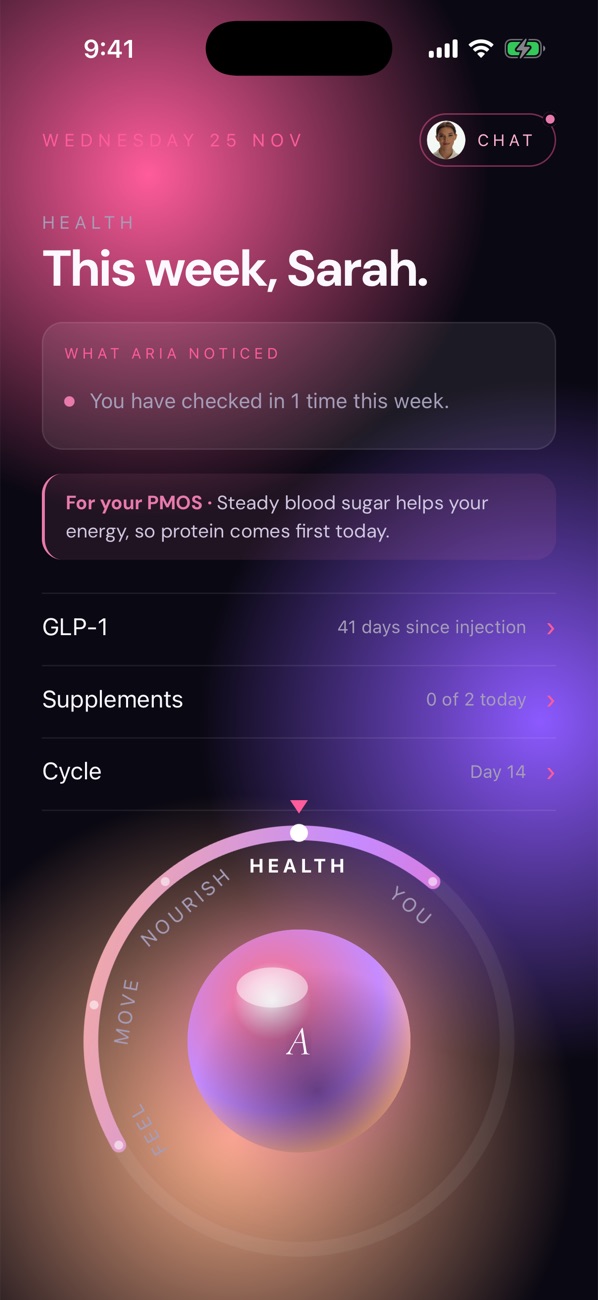 9:41
WEDNESDAY 25 NOV
CHAT
HEALTH
This week, Sarah.
WHAT ARIA NOTICED
You have checked in 1 time this week.
For your PMOS · Steady blood sugar helps your
energy, so protein comes first today.
GLP-1
41 days since injection
Supplements
0 of 2 today
Cycle
Day 14
HEALTH
NOURISH
YOU
MOVE
FEEL
A